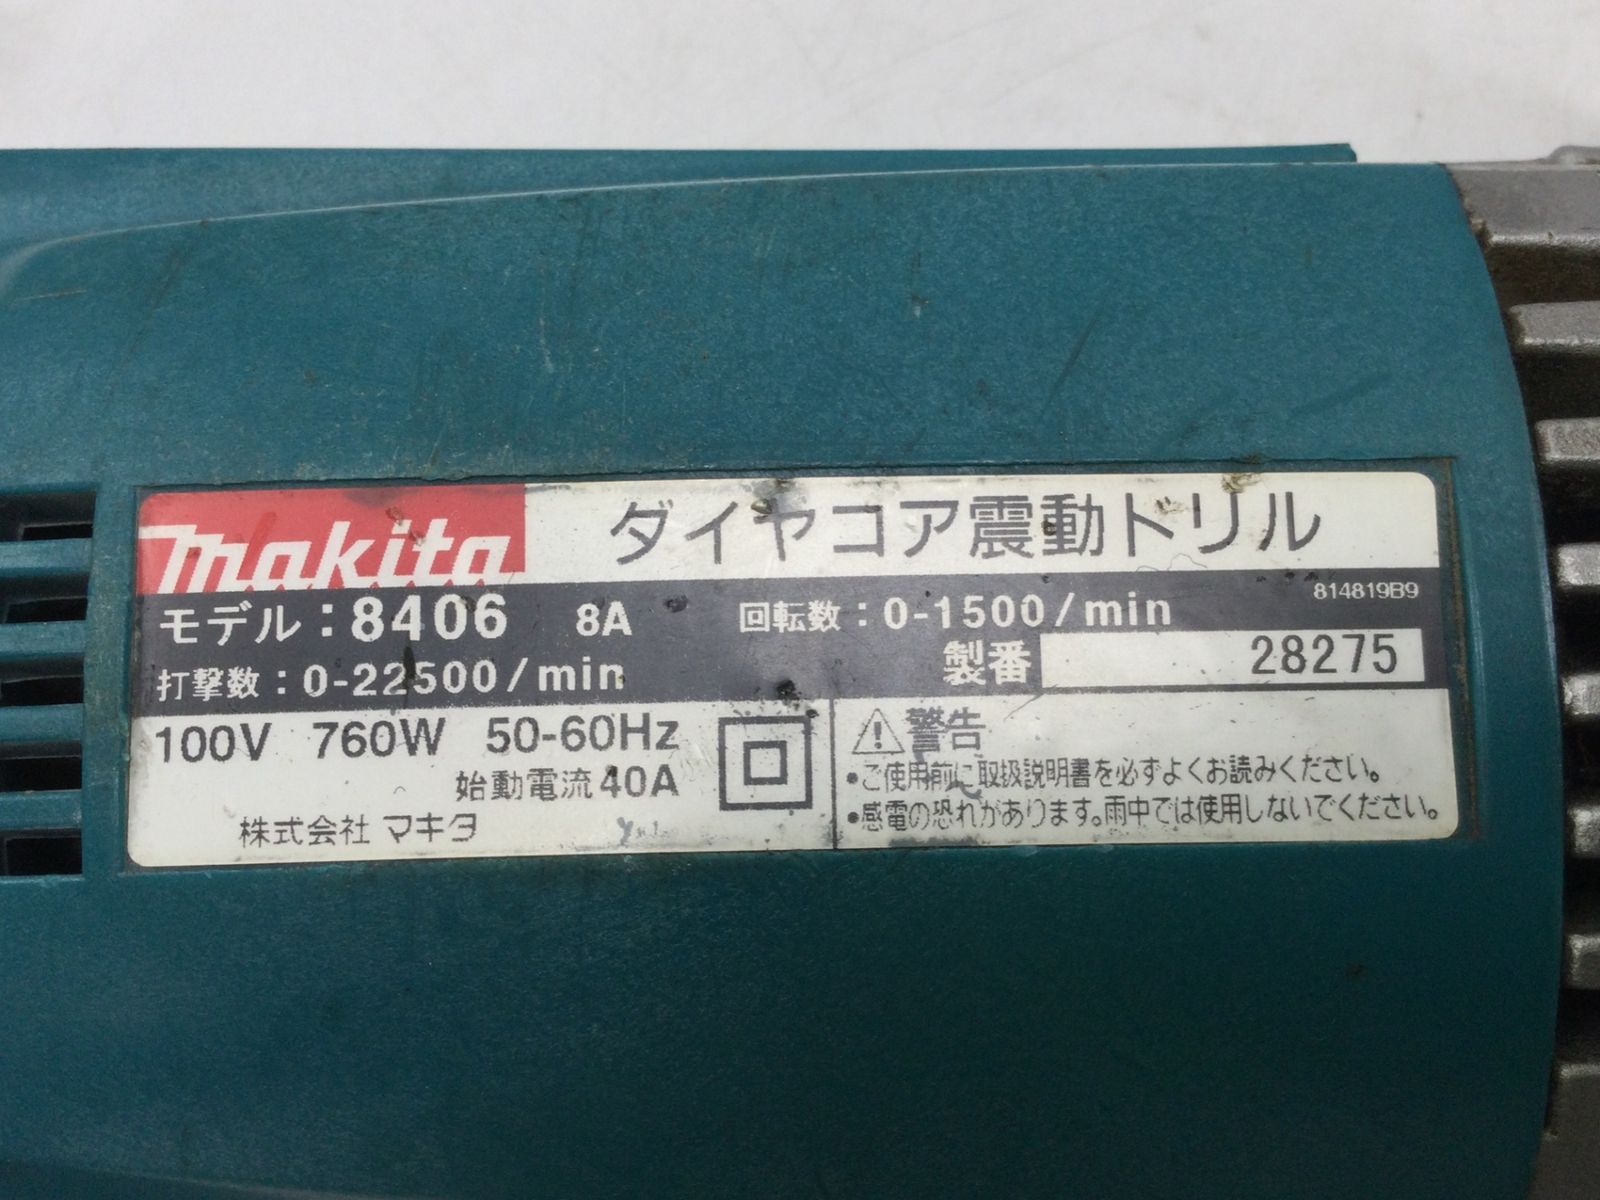 makita ダイヤコア震動ドリル
814819B9
モデル:8406 8A 回転数:0-1500/min
打撃数:0-22500/min 製番 28275
100V 760W 50-60Hz
始動電流40A
株式会社 マキタ
⚠警告
•ご使用前に取扱説明書を必ずよくお読みください。
•感電の恐れがあります。雨中では使用しないでください。